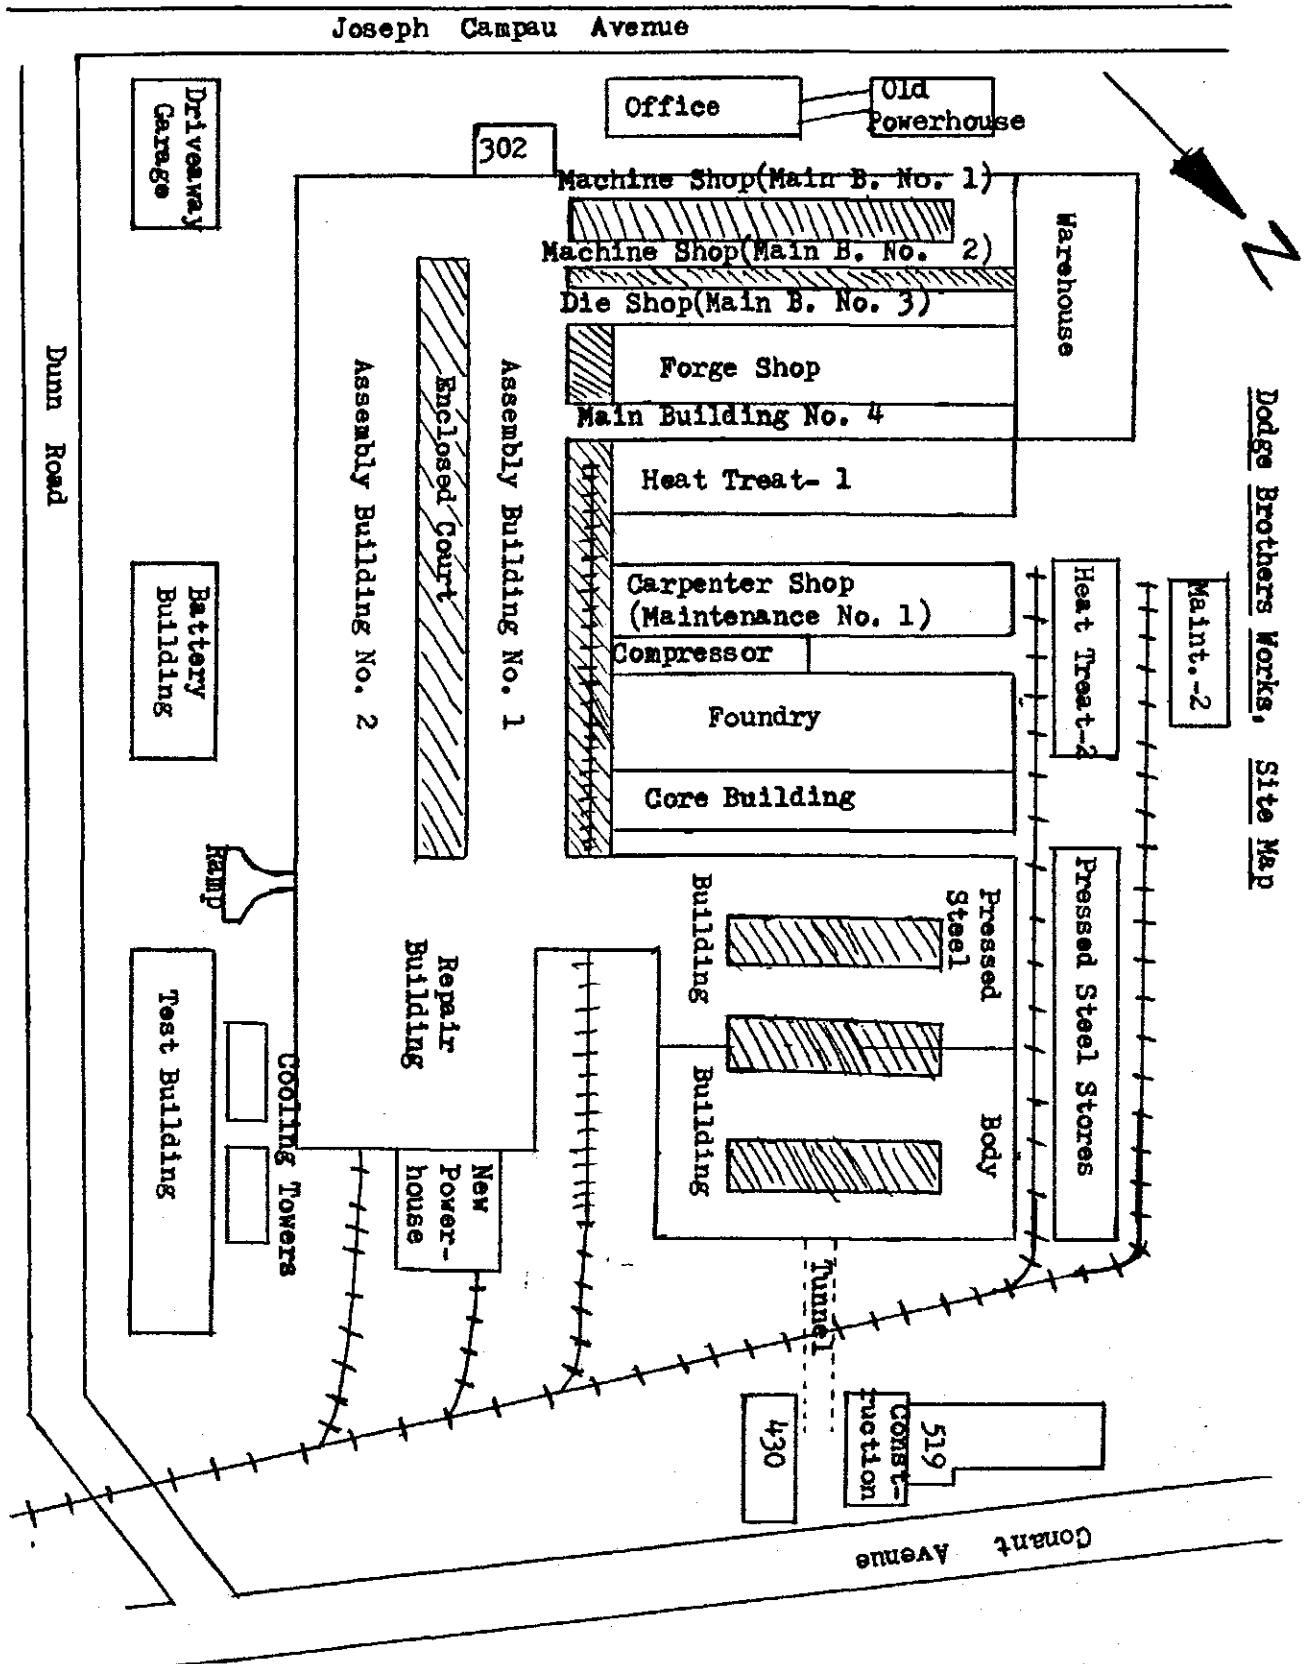 Joseph Campau Avenue
Driveaway
Garage
302
Office
Old
Powerhouse
Machine Shop(Main B. No. 1)
Machine Shop(Main B. No. 2)
Die Shop(Main B. No. 3)
Warehouse
N
Forge Shop
Main Building No. 4
Heat Treat- 1
Dunn Road
Assembly Building No. 2
Enclosed Court
Assembly Building No. 1
Carpenter Shop
(Maintenance No. 1)
Compressor
Foundry
Core Building
Heat Treat-2
Maint.-2
Dodge Brothers Works, Site Map
Battery
Building
Ramp
Repair
Building
Pressed
Steel
Building
Pressed Steel Stores
Body
Building
Test Building
Cooling Towers
New
Power-
house
Tunnel
430
Const-
ruction
519
Conant
Avenue